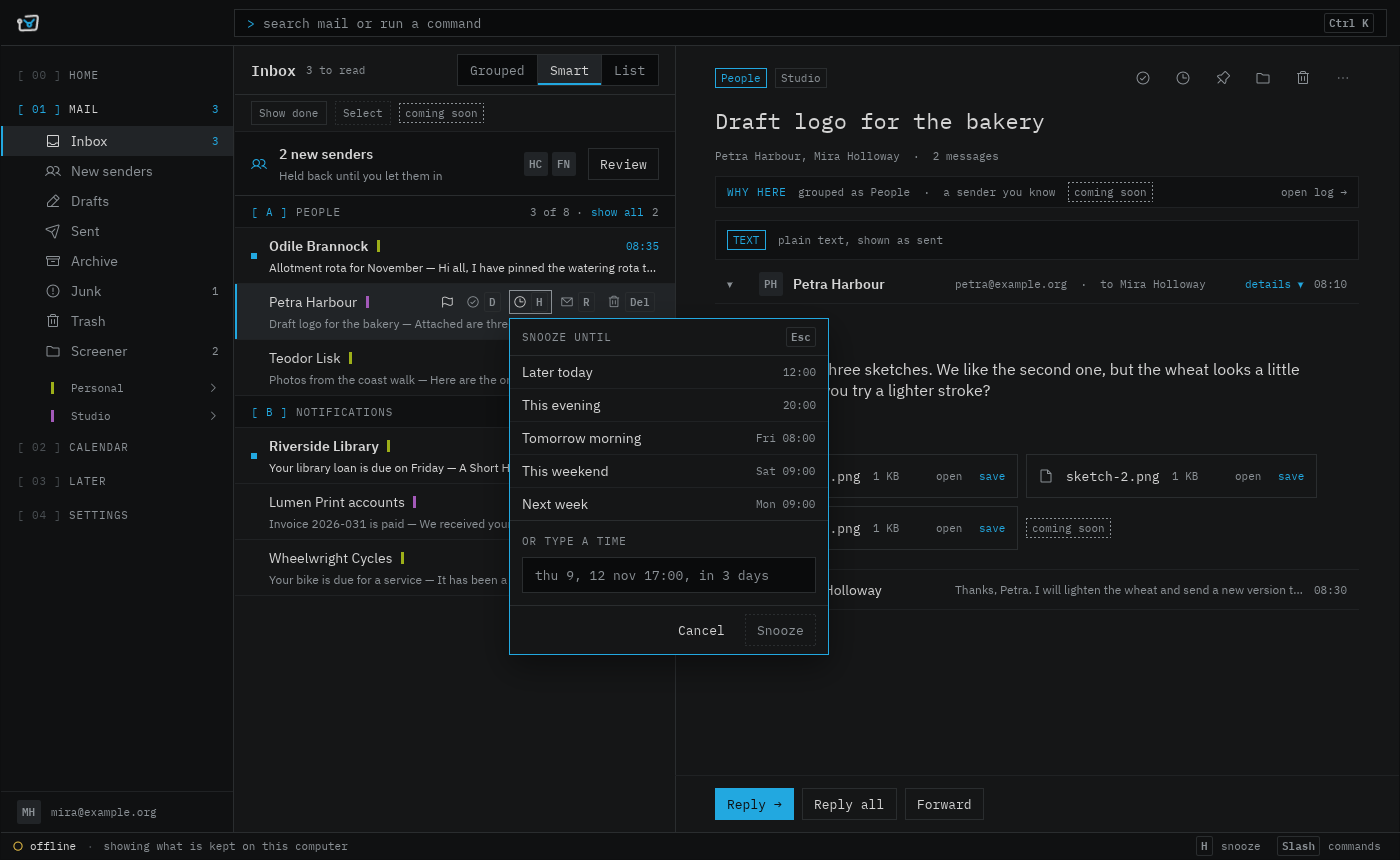 > search mail or run a command Ctrl K
[ 00 ] HOME
[ 01 ] MAIL 3
Inbox 3
New senders
Drafts
Sent
Archive
Junk 1
Trash
Screener 2
Personal
Studio
[ 02 ] CALENDAR
[ 03 ] LATER
[ 04 ] SETTINGS
MH mira@example.org
Inbox 3 to read Grouped Smart List
Show done Select coming soon
2 new senders
Held back until you let them in
HC FN Review
[ A ] PEOPLE 3 of 8 · show all 2
Odile Brannock 08:35
Allotment rota for November — Hi all, I have pinned the watering rota t…
Petra Harbour D H R Del
Draft logo for the bakery — Attached are thre
Teodor Lisk
Photos from the coast walk — Here are the o
[ B ] NOTIFICATIONS
Riverside Library
Your library loan is due on Friday — A Short H
Lumen Print accounts
Invoice 2026-031 is paid — We received your
Wheelwright Cycles
Your bike is due for a service — It has been a
SNOOZE UNTIL Esc
Later today 12:00
This evening 20:00
Tomorrow morning Fri 08:00
This weekend Sat 09:00
Next week Mon 09:00
OR TYPE A TIME
thu 9, 12 nov 17:00, in 3 days
Cancel Snooze
People Studio ···
Draft logo for the bakery
Petra Harbour, Mira Holloway · 2 messages
WHY HERE grouped as People · a sender you know coming soon open log →
TEXT plain text, shown as sent
▾ PH Petra Harbour petra@example.org · to Mira Holloway details ▾ 08:10
hree sketches. We like the second one, but the wheat looks a little
you try a lighter stroke?
.png 1 KB open save
sketch-2.png 1 KB open save
.png 1 KB open save
coming soon
Holloway Thanks, Petra. I will lighten the wheat and send a new version t… 08:30
Reply → Reply all Forward
offline · showing what is kept on this computer
H snooze Slash commands